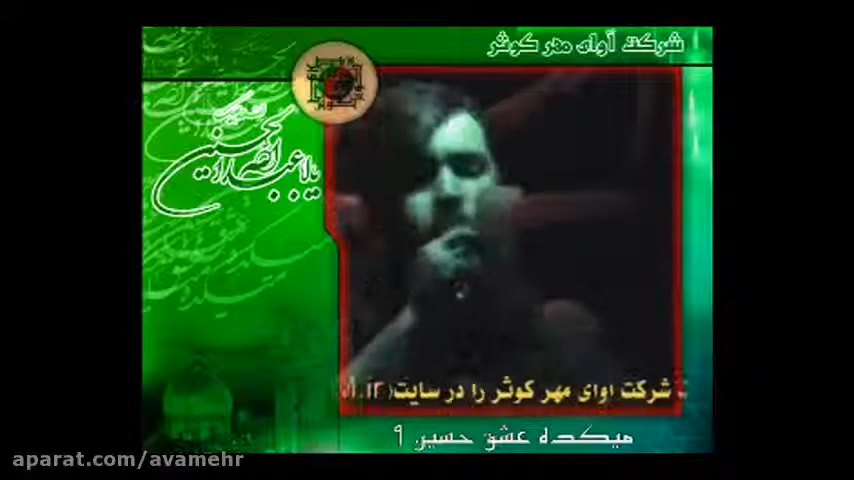 شرکت آوای مهر کوثر
یا اباعبدالله الحسین
شرکت اوای مهر کوثر را در سایت(
میکده عشق حسین ۹
aparat.com/avamehr